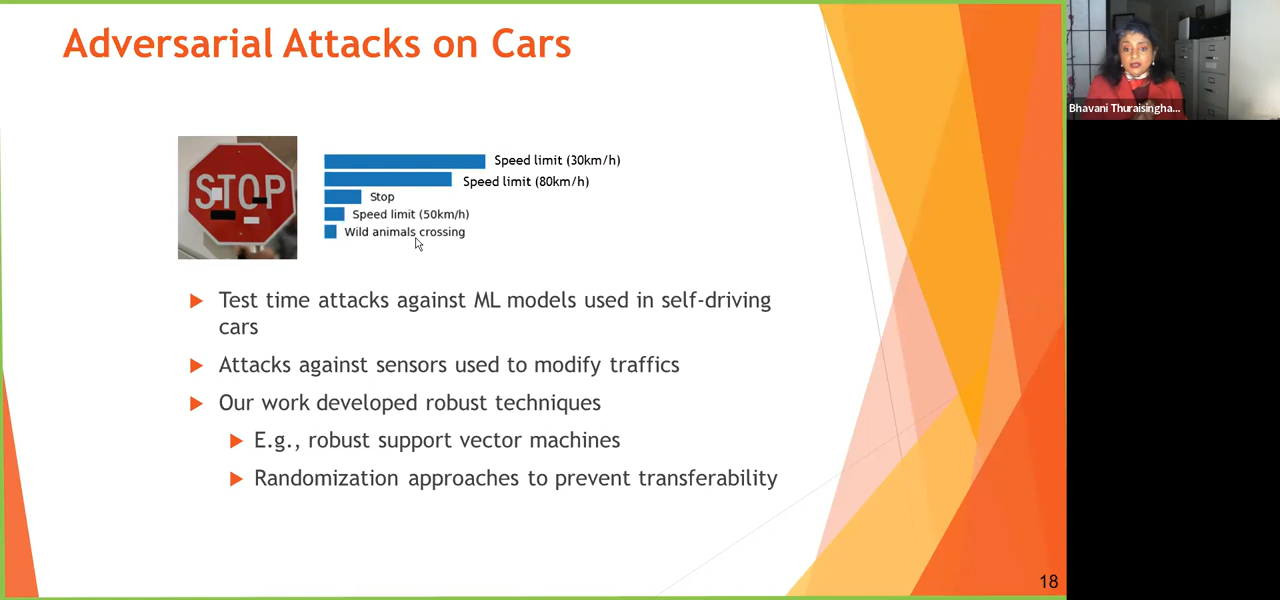 Adversarial Attacks on Cars
Bhavani Thuraisingha...
STOP
Speed limit (30km/h)
Speed limit (80km/h)
Stop
Speed limit (50km/h)
Wild animals crossing
Test time attacks against ML models used in self-driving
cars
Attacks against sensors used to modify traffics
Our work developed robust techniques
E.g., robust support vector machines
Randomization approaches to prevent transferability
18